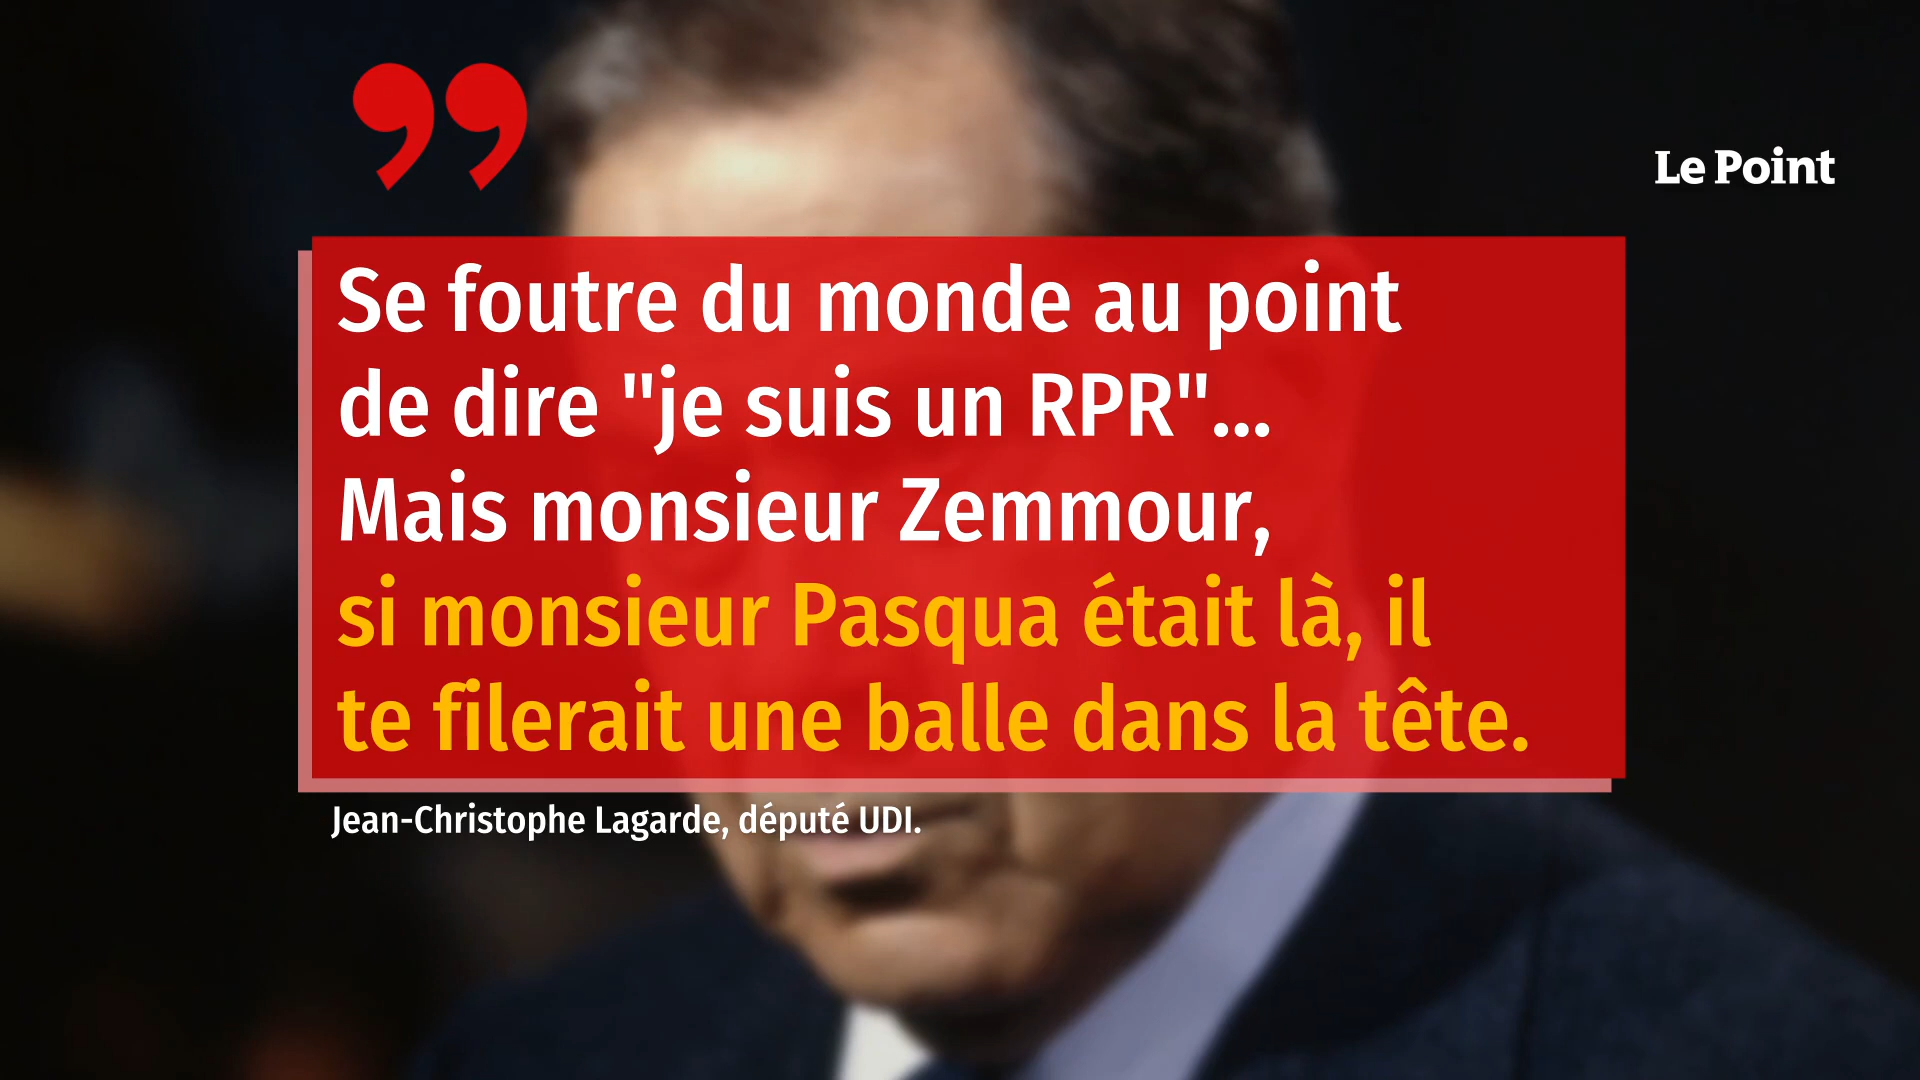 ”
Le Point
Se foutre du monde au point
de dire "je suis un RPR"...
Mais monsieur Zemmour,
si monsieur Pasqua était là, il
te filerait une balle dans la tête.
Jean-Christophe Lagarde, député UDI.